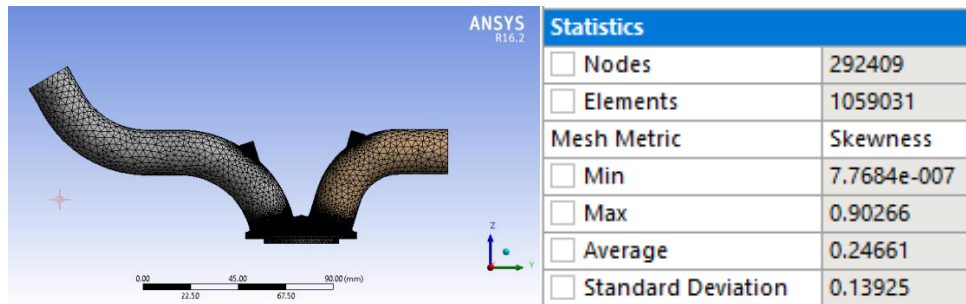 ANSYS
R16.2
Z
Y
0.00 45.00 90.00 (mm)
22.50 67.50
Statistics
Nodes 292409
Elements 1059031
Mesh Metric Skewness
Min 7.7684e-007
Max 0.90266
Average 0.24661
Standard Deviation 0.13925